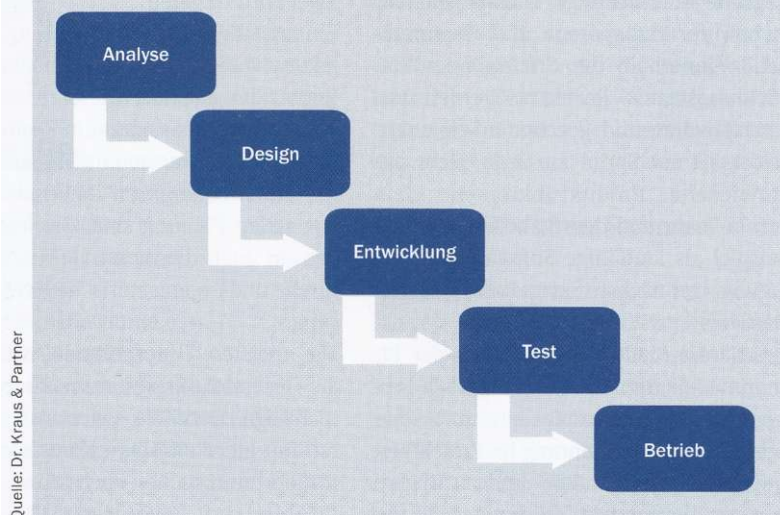 Analyse
Design
Entwicklung
Test
Betrieb
Quelle: Dr. Kraus & Partner